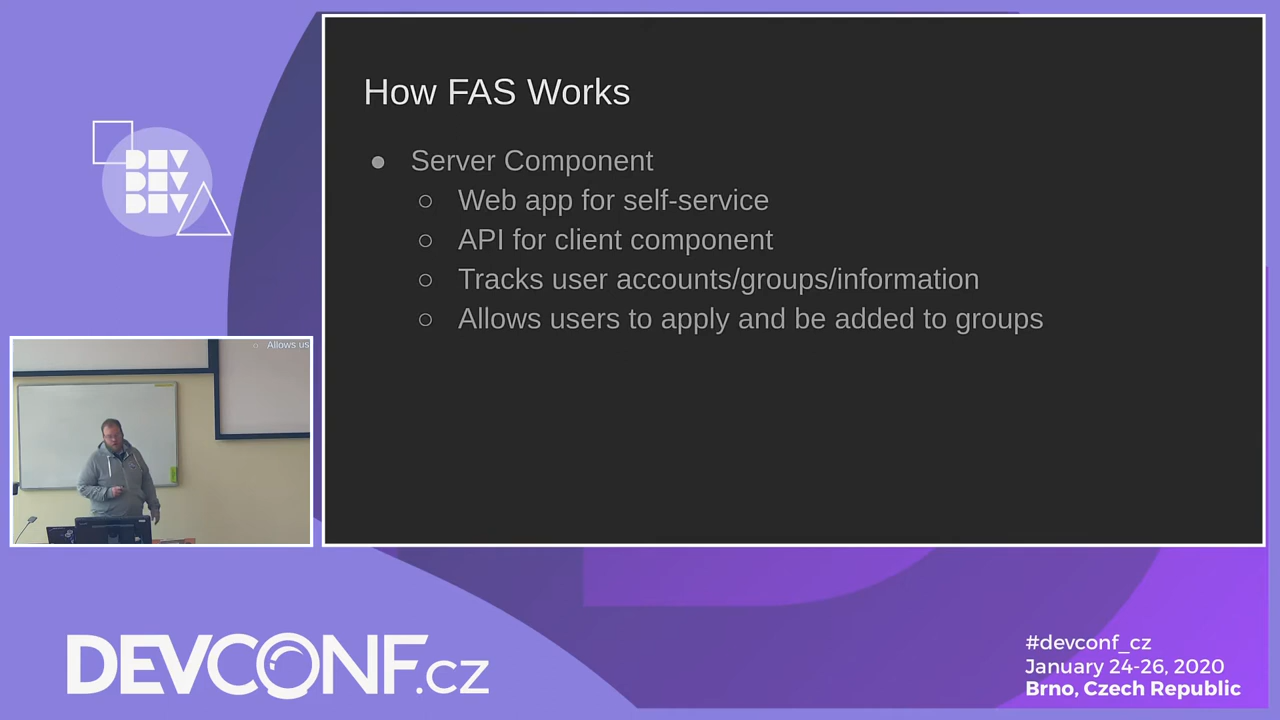 How FAS Works
Server Component
Web app for self-service
API for client component
Tracks user accounts/groups/information
Allows users to apply and be added to groups
DEV
DEV
DEV
Allows us
DEVCONF.cz
#devconf_cz
January 24-26, 2020
Brno, Czech Republic